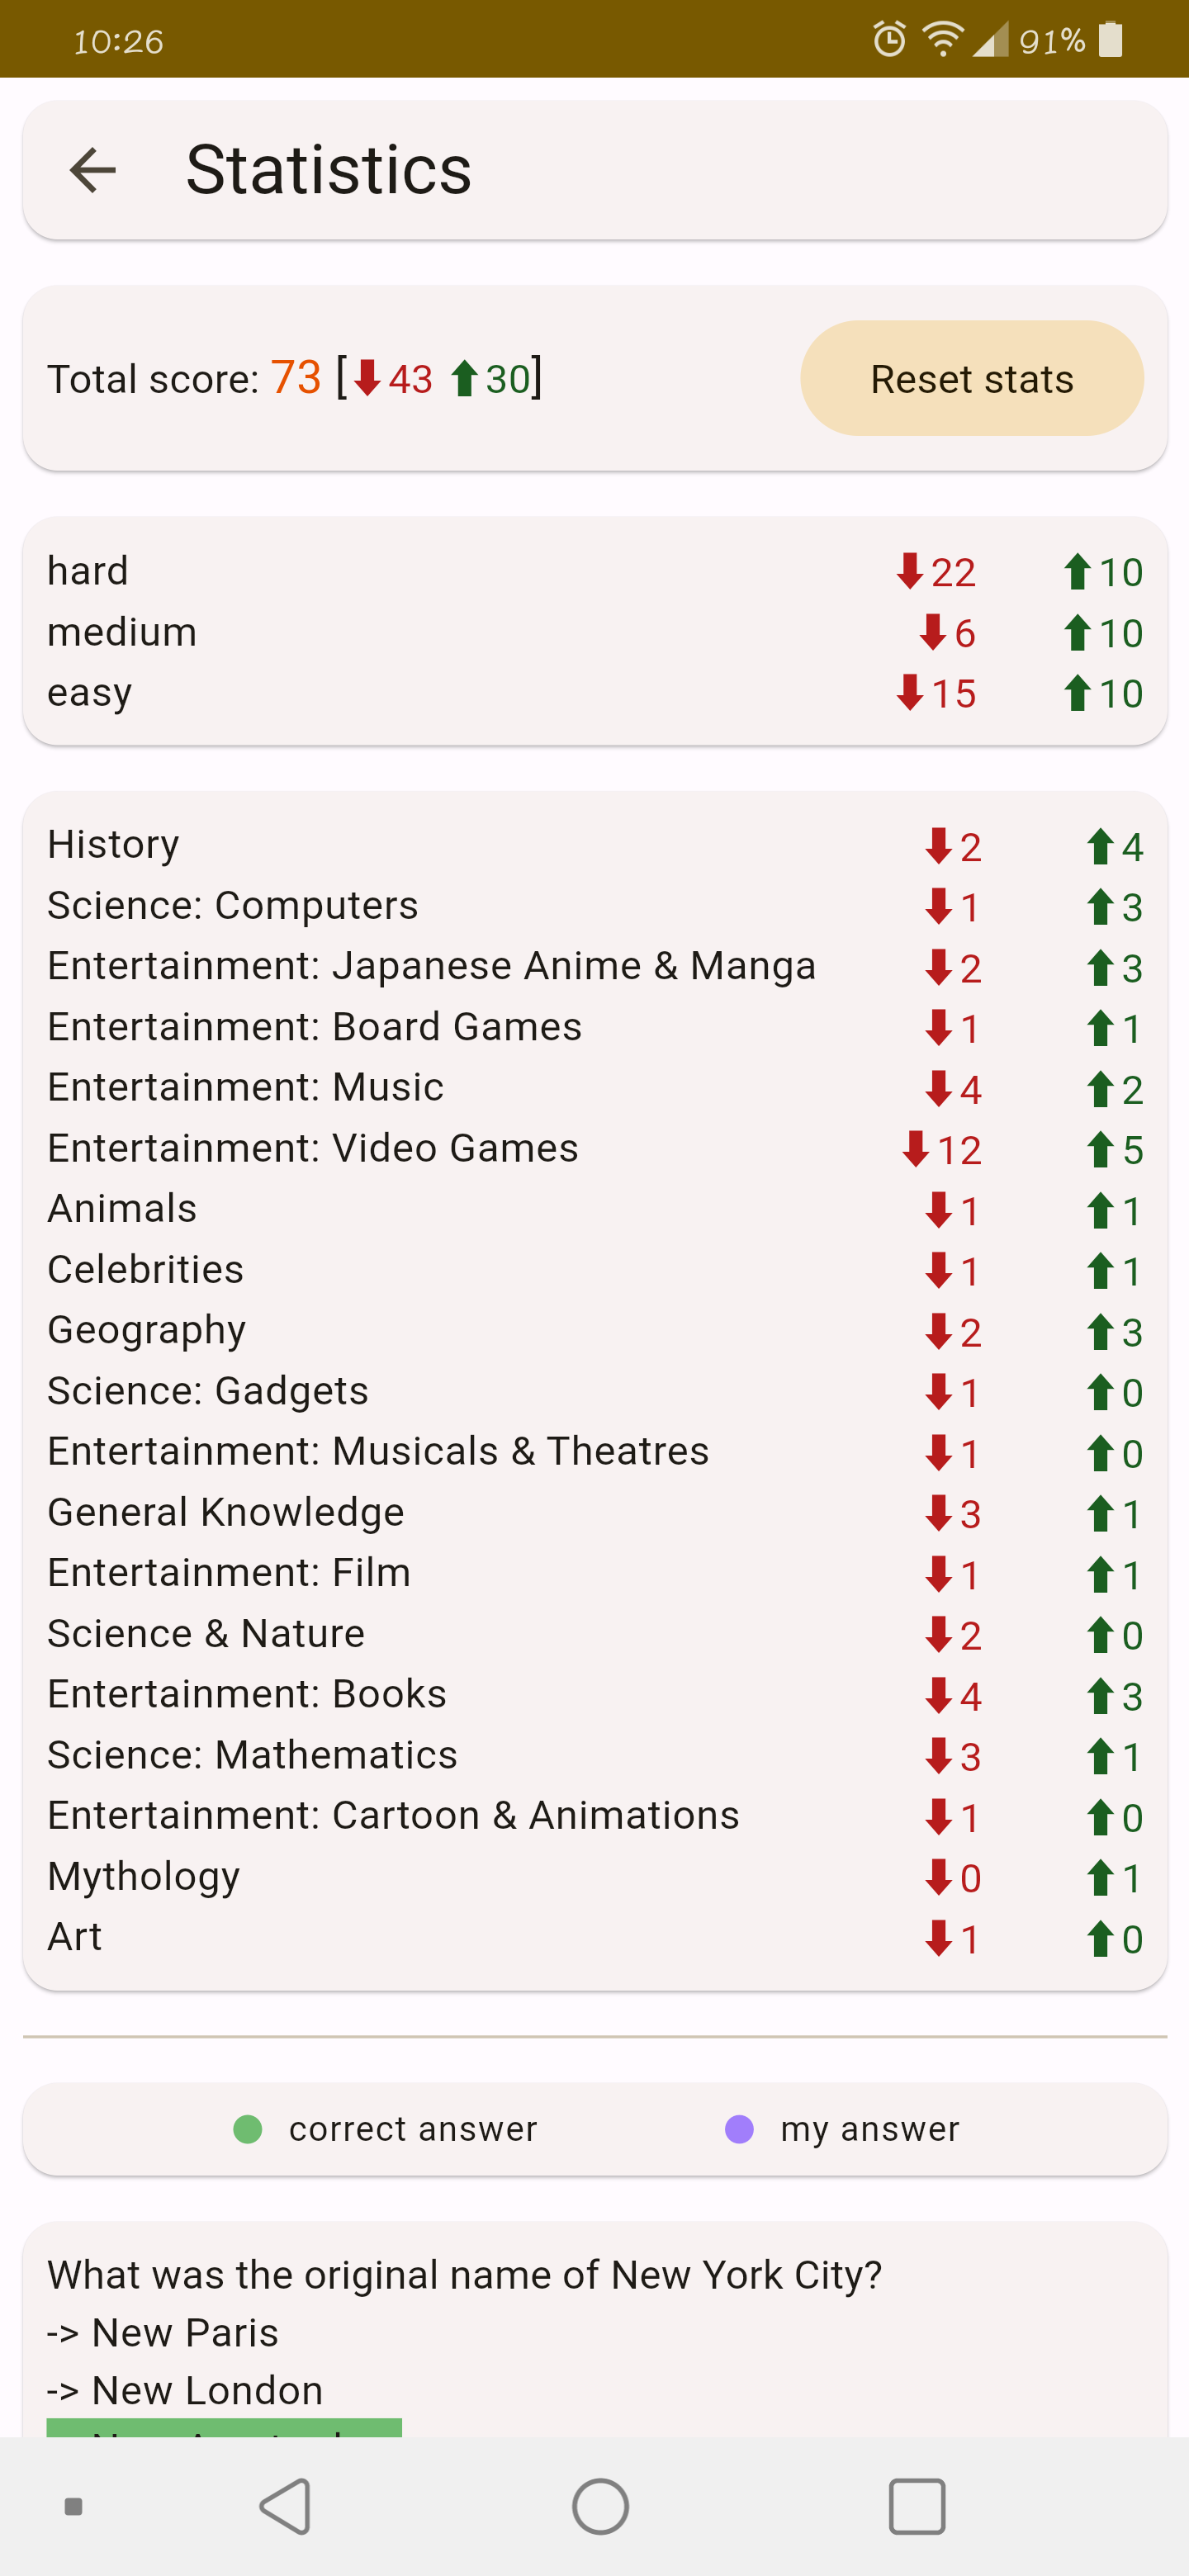 10:26 91%
Statistics
Total score: 73 [43 30] Reset stats
hard 22 10
medium 6 10
easy 15 10
History 2 4
Science: Computers 1 3
Entertainment: Japanese Anime & Manga 2 3
Entertainment: Board Games 1 1
Entertainment: Music 4 2
Entertainment: Video Games 12 5
Animals 1 1
Celebrities 1 1
Geography 2 3
Science: Gadgets 1 0
Entertainment: Musicals & Theatres 1 0
General Knowledge 3 1
Entertainment: Film 1 1
Science & Nature 2 0
Entertainment: Books 4 3
Science: Mathematics 3 1
Entertainment: Cartoon & Animations 1 0
Mythology 0 1
Art 1 0
correct answer my answer
What was the original name of New York City?
-> New Paris
-> New London